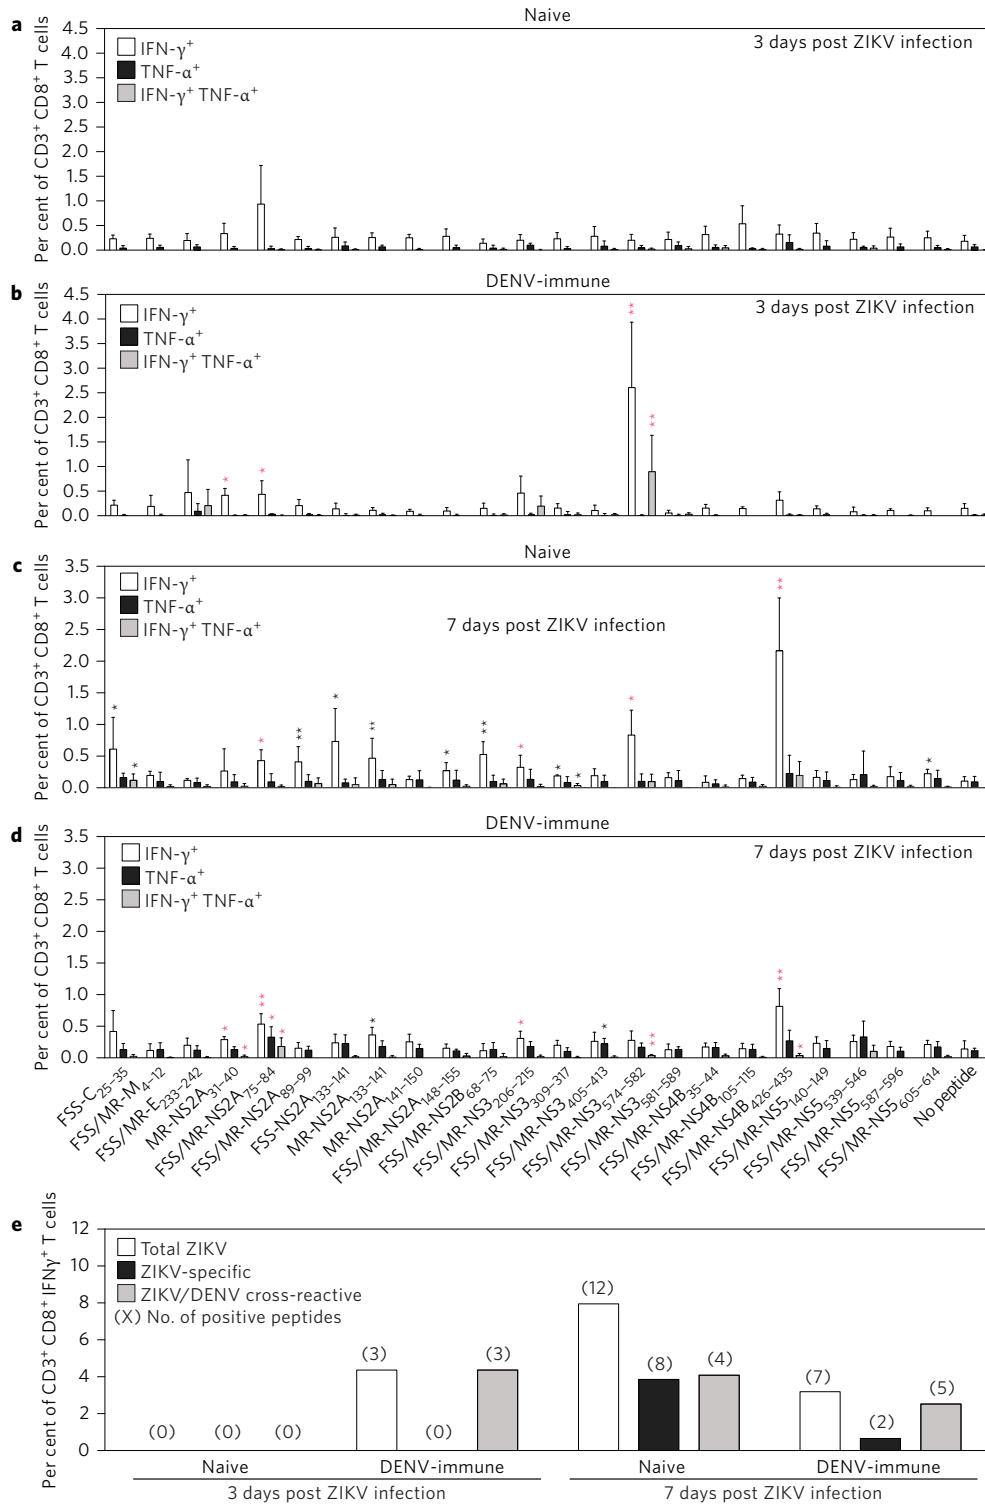 a
Naive
3 days post ZIKV infection
Per cent of CD3⁺ CD8⁺ T cells
4.5
4.0
3.5
3.0
2.5
2.0
1.5
1.0
0.5
0.0
IFN-γ⁺
TNF-α⁺
IFN-γ⁺ TNF-α⁺
b
DENV-immune
3 days post ZIKV infection
Per cent of CD3⁺ CD8⁺ T cells
4.5
4.0
3.5
3.0
2.5
2.0
1.5
1.0
0.5
0.0
IFN-γ⁺
TNF-α⁺
IFN-γ⁺ TNF-α⁺
* * ** **
c
Naive
7 days post ZIKV infection
Per cent of CD3⁺ CD8⁺ T cells
3.5
3.0
2.5
2.0
1.5
1.0
0.5
0.0
IFN-γ⁺
TNF-α⁺
IFN-γ⁺ TNF-α⁺
* * * ** * ** * ** * * * * ** *
d
DENV-immune
7 days post ZIKV infection
Per cent of CD3⁺ CD8⁺ T cells
3.5
3.0
2.5
2.0
1.5
1.0
0.5
0.0
IFN-γ⁺
TNF-α⁺
IFN-γ⁺ TNF-α⁺
* * ** * * * * * ** ** *
FSS-C25–35
FSS/MR-M4–12
FSS/MR-E233–242
MR-NS2A31–40
FSS/MR-NS2A75–84
FSS/MR-NS2A89–99
FSS-NS2A133–141
MR-NS2A133–141
MR-NS2A141–150
FSS/MR-NS2A148–155
FSS/MR-NS2B68–75
FSS/MR-NS3206–215
FSS/MR-NS3309–317
FSS/MR-NS3405–413
FSS/MR-NS3574–582
FSS/MR-NS3581–589
FSS/MR-NS4B35–44
FSS/MR-NS4B105–115
FSS/MR-NS4B426–435
FSS/MR-NS5140–149
FSS/MR-NS5539–546
FSS/MR-NS5587–596
FSS/MR-NS5605–614
No peptide
e
Per cent of CD3⁺ CD8⁺ IFNγ⁺ T cells
12
10
8
6
4
2
0
Total ZIKV
ZIKV-specific
ZIKV/DENV cross-reactive
(X) No. of positive peptides
(0) (0) (0) (3) (0) (3) (12) (8) (4) (7) (2) (5)
Naive DENV-immune Naive DENV-immune
3 days post ZIKV infection 7 days post ZIKV infection